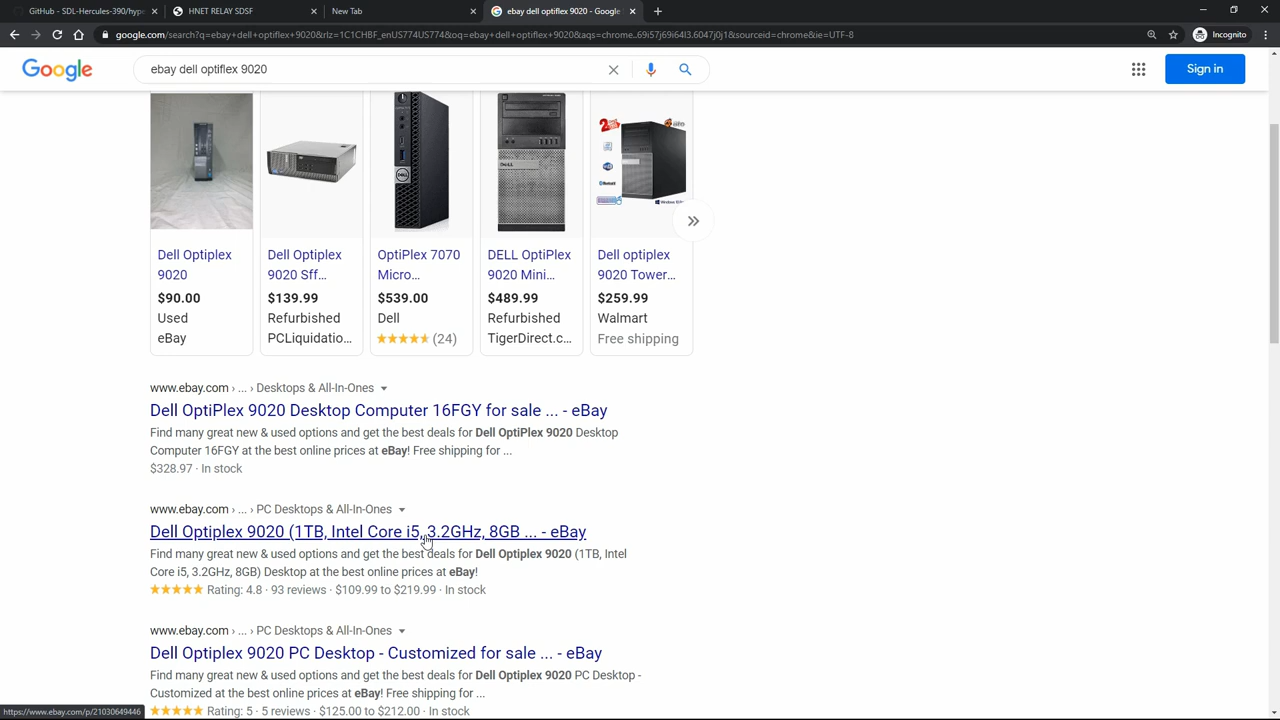 GitHub - SDL-Hercules-390/hype
HNET RELAY SDSF
New Tab
ebay dell optiflex 9020 - Google
google.com/search?q=ebay+dell+optiflex+9020&rlz=1C1CHBF_enUS774US774&oq=ebay+dell+optiflex+9020&aqs=chrome..69i57j69i64l3.6047j0j1&sourceid=chrome&ie=UTF-8
Incognito
Google
ebay dell optiflex 9020
Sign in
Dell Optiplex 9020
$90.00
Used
eBay
Dell Optiplex 9020 Sff...
$139.99
Refurbished
PCLiquidatio...
OptiPlex 7070 Micro...
$539.00
Dell
(24)
DELL OptiPlex 9020 Mini...
$489.99
Refurbished
TigerDirect.c...
Dell optiplex 9020 Tower...
$259.99
Walmart
Free shipping
www.ebay.com › ... › Desktops & All-In-Ones
Dell OptiPlex 9020 Desktop Computer 16FGY for sale ... - eBay
Find many great new & used options and get the best deals for Dell OptiPlex 9020 Desktop
Computer 16FGY at the best online prices at eBay! Free shipping for ...
$328.97 · In stock
www.ebay.com › ... › PC Desktops & All-In-Ones
Dell Optiplex 9020 (1TB, Intel Core i5, 3.2GHz, 8GB ... - eBay
Find many great new & used options and get the best deals for Dell Optiplex 9020 (1TB, Intel
Core i5, 3.2GHz, 8GB) Desktop at the best online prices at eBay!
Rating: 4.8 · 93 reviews · $109.99 to $219.99 · In stock
www.ebay.com › ... › PC Desktops & All-In-Ones
Dell Optiplex 9020 PC Desktop - Customized for sale ... - eBay
Find many great new & used options and get the best deals for Dell Optiplex 9020 PC Desktop -
Customized at the best online prices at eBay! Free shipping for ...
Rating: 5 · 5 reviews · $125.00 to $212.00 · In stock
https://www.ebay.com/p/21030649446